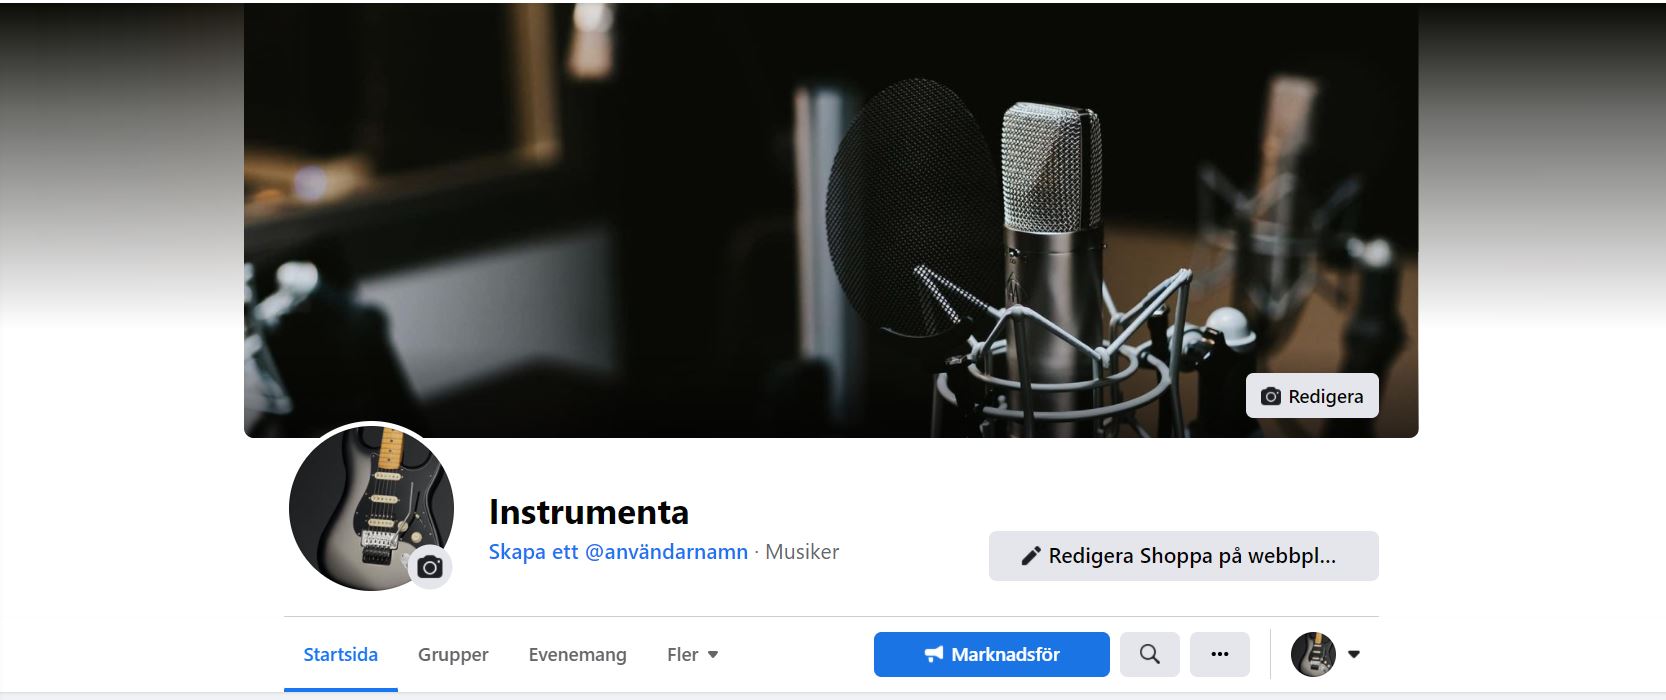 Redigera
Instrumenta
Skapa ett @användarnamn · Musiker
Redigera Shoppa på webbpl...
Startsida Grupper Evenemang Fler Marknadsför